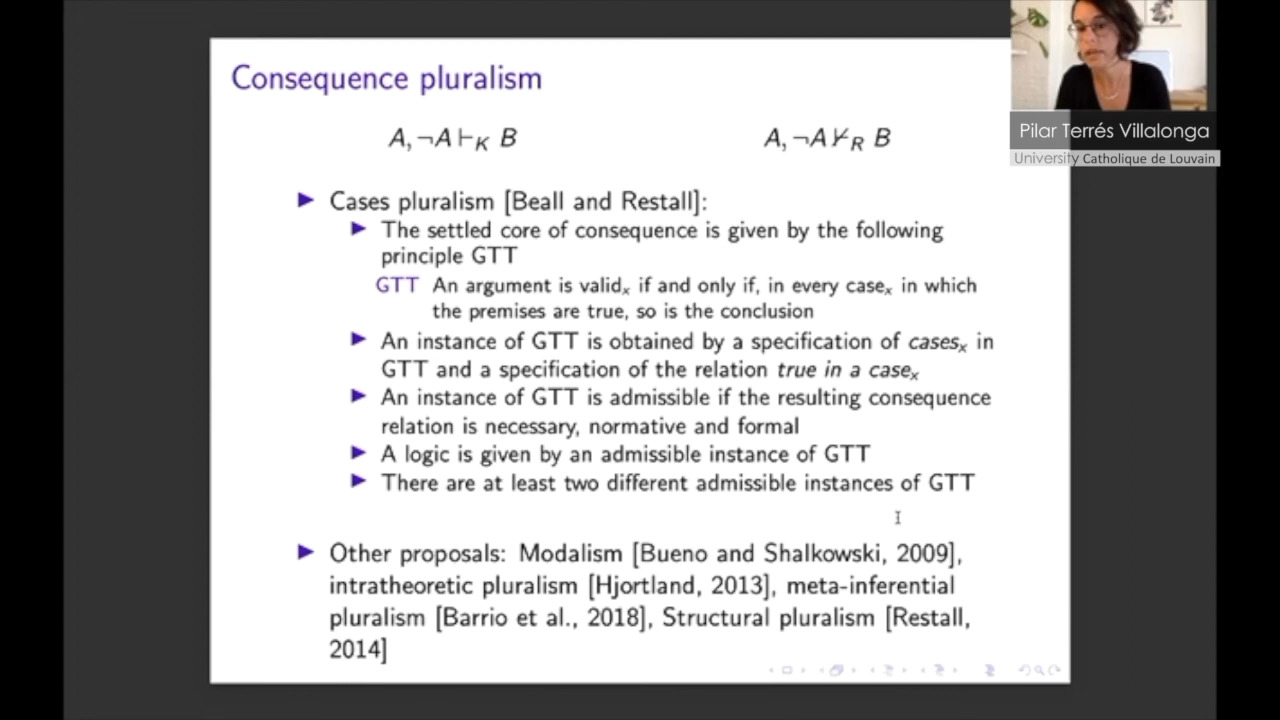 Consequence pluralism
A, ¬A ⊢K B
A, ¬A ⊬R B
Pilar Terrés Villalonga
University Catholique de Louvain
▶ Cases pluralism [Beall and Restall]:
▶ The settled core of consequence is given by the following
principle GTT
GTT An argument is validₓ if and only if, in every caseₓ in which
the premises are true, so is the conclusion
▶ An instance of GTT is obtained by a specification of casesₓ in
GTT and a specification of the relation true in a caseₓ
▶ An instance of GTT is admissible if the resulting consequence
relation is necessary, normative and formal
▶ A logic is given by an admissible instance of GTT
▶ There are at least two different admissible instances of GTT
▶ Other proposals: Modalism [Bueno and Shalkowski, 2009],
intratheoretic pluralism [Hjortland, 2013], meta-inferential
pluralism [Barrio et al., 2018], Structural pluralism [Restall,
2014]